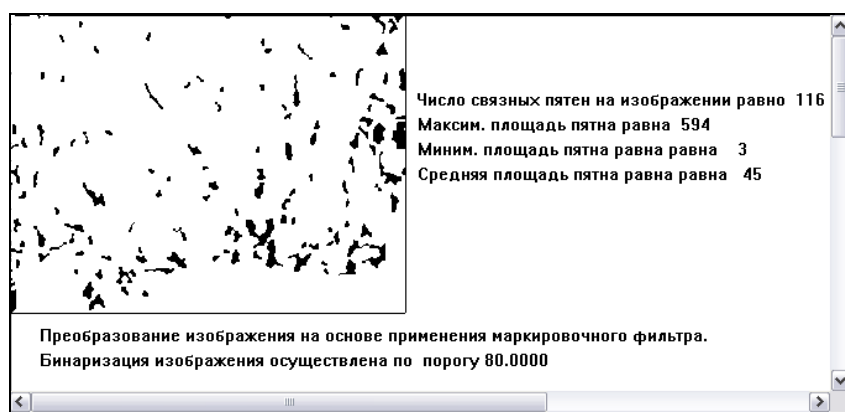 Число связных пятен на изображении равно 116
Максим. площадь пятна равна 594
Миним. площадь пятна равна равна 3
Средняя площадь пятна равна равна 45
Преобразование изображения на основе применения маркировочного фильтра.
Бинаризация изображения осуществлена по порогу 80.0000